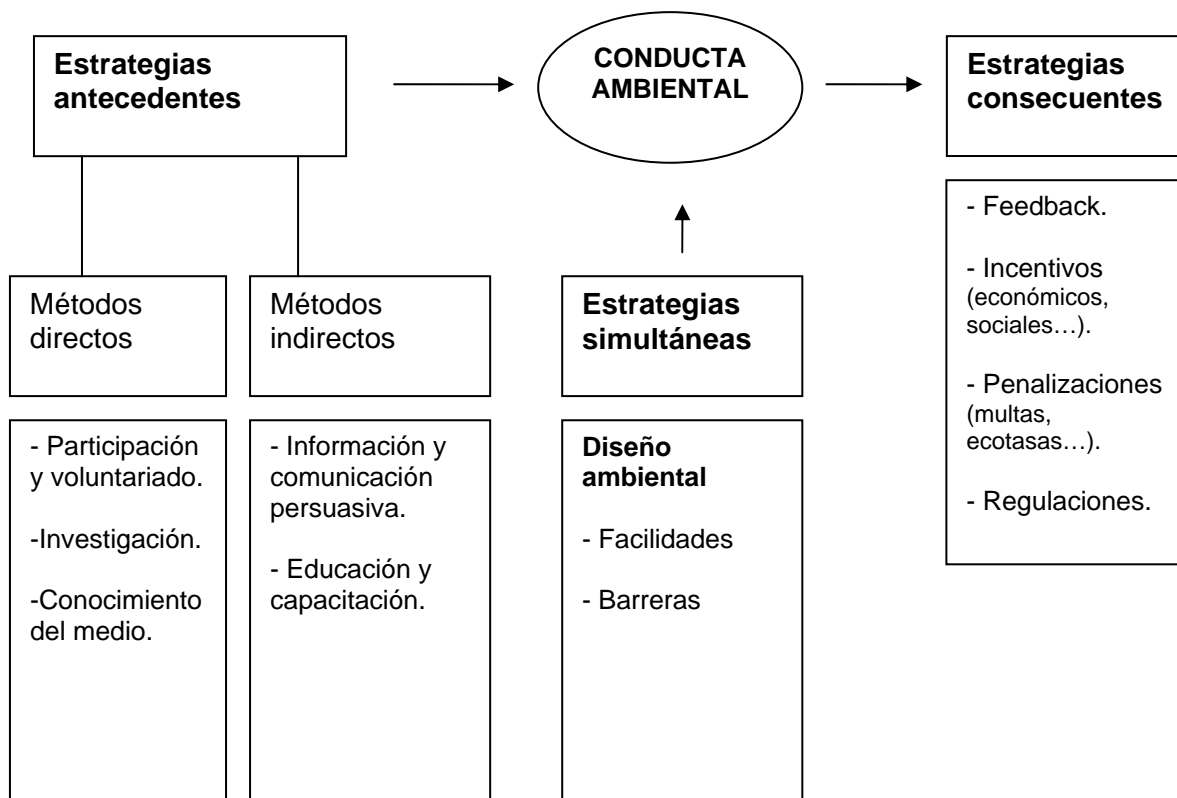 Estrategias
antecedentes
CONDUCTA
AMBIENTAL
Estrategias
consecuentes
Métodos
directos
Métodos
indirectos
Estrategias
simultáneas
- Participación
y voluntariado.
-Investigación.
-Conocimiento
del medio.
- Información y
comunicación
persuasiva.
- Educación y
capacitación.
Diseño
ambiental
- Facilidades
- Barreras
- Feedback.
- Incentivos
(económicos,
sociales…).
- Penalizaciones
(multas,
ecotasas…).
- Regulaciones.